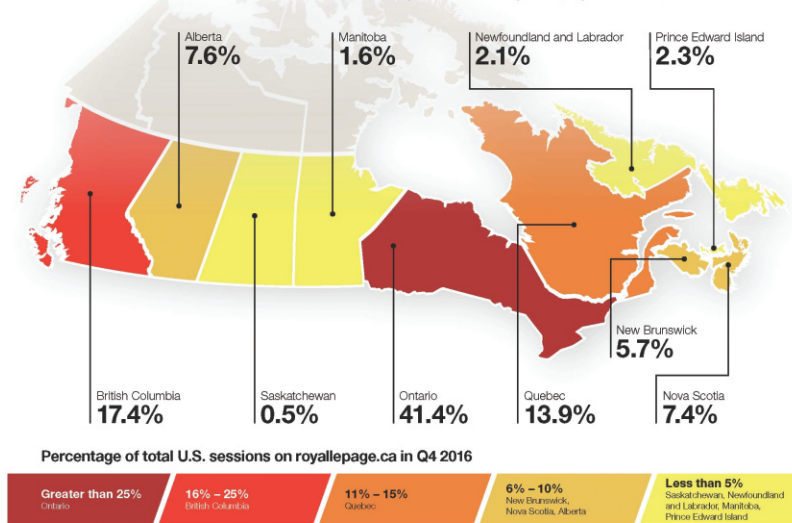 Alberta
7.6%
Manitoba
1.6%
Newfoundland and Labrador
2.1%
Prince Edward Island
2.3%
New Brunswick
5.7%
British Columbia
17.4%
Saskatchewan
0.5%
Ontario
41.4%
Quebec
13.9%
Nova Scotia
7.4%
Percentage of total U.S. sessions on royallepage.ca in Q4 2016
Greater than 25%
Ontario
16% – 25%
British Columbia
11% – 15%
Quebec
6% – 10%
New Brunswick,
Nova Scotia, Alberta
Less than 5%
Saskatchewan, Newfoundland
and Labrador, Manitoba,
Prince Edward Island